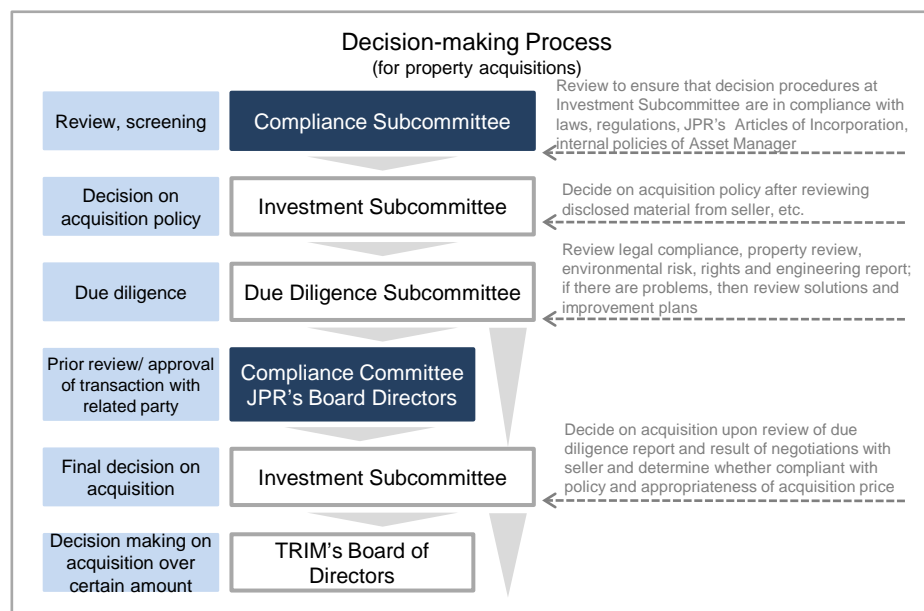 Decision-making Process
(for property acquisitions)
Review, screening
Compliance Subcommittee
Review to ensure that decision procedures at
Investment Subcommittee are in compliance with
laws, regulations, JPR's Articles of Incorporation,
internal policies of Asset Manager
Decision on
acquisition policy
Investment Subcommittee
Decide on acquisition policy after reviewing
disclosed material from seller, etc.
Due diligence
Due Diligence Subcommittee
Review legal compliance, property review,
environmental risk, rights and engineering report;
if there are problems, then review solutions and
improvement plans
Prior review/ approval
of transaction with
related party
Compliance Committee
JPR's Board Directors
Final decision on
acquisition
Investment Subcommittee
Decide on acquisition upon review of due
diligence report and result of negotiations with
seller and determine whether compliant with
policy and appropriateness of acquisition price
Decision making on
acquisition over
certain amount
TRIM's Board of
Directors